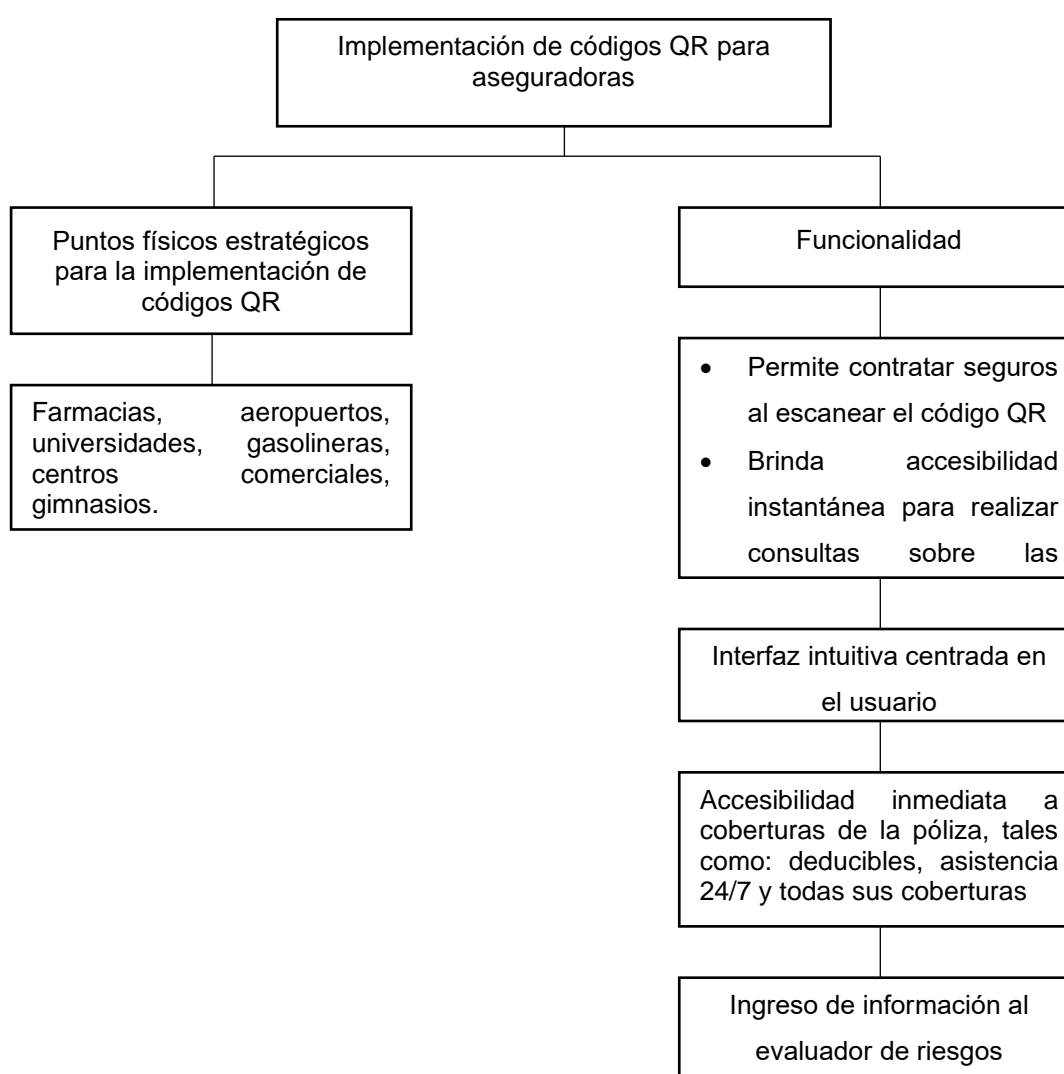 Implementación de códigos QR para
aseguradoras
Puntos físicos estratégicos
para la implementación de
códigos QR
Farmacias, aeropuertos,
universidades, gasolineras,
centros comerciales,
gimnasios.
Funcionalidad
• Permite contratar seguros
al escanear el código QR
• Brinda accesibilidad
instantánea para realizar
consultas sobre las
Interfaz intuitiva centrada en
el usuario
Accesibilidad inmediata a
coberturas de la póliza, tales
como: deducibles, asistencia
24/7 y todas sus coberturas
Ingreso de información al
evaluador de riesgos